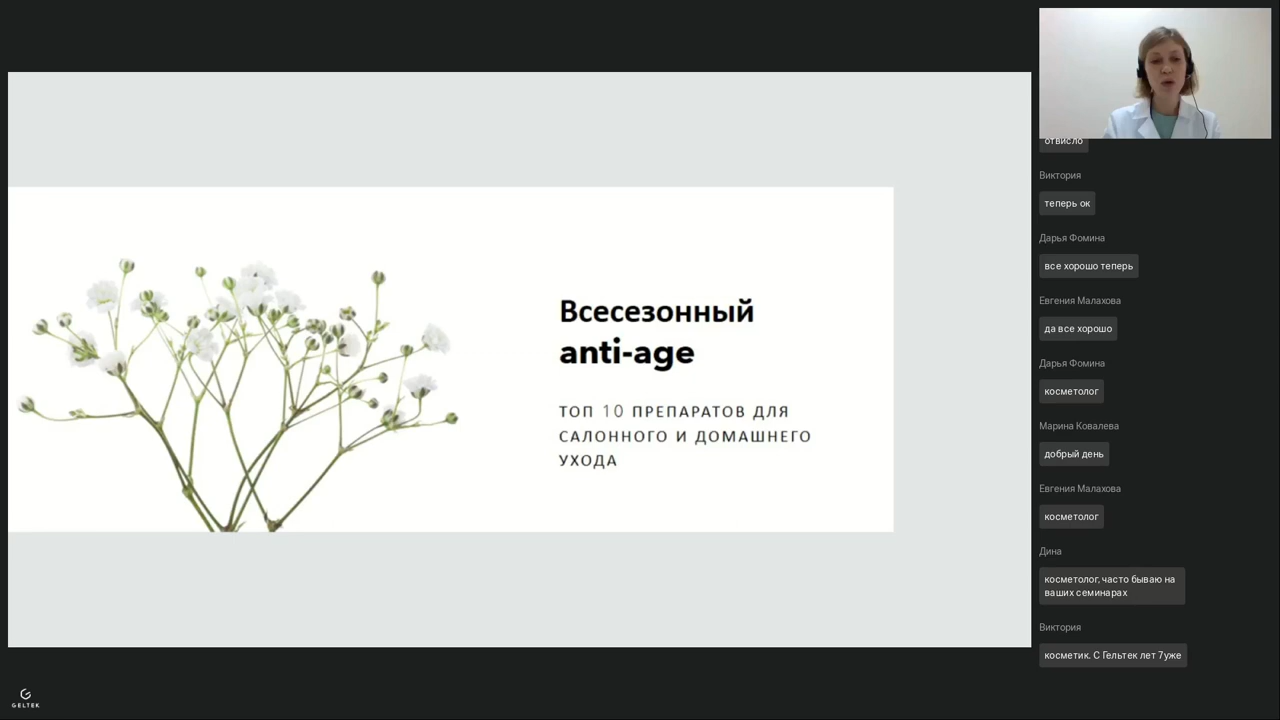 Всесезонный
anti-age
ТОП 10 ПРЕПАРАТОВ ДЛЯ
САЛОННОГО И ДОМАШНЕГО
УХОДА
отвисло
Виктория
теперь ок
Дарья Фомина
все хорошо теперь
Евгения Малахова
да все хорошо
Дарья Фомина
косметолог
Марина Ковалева
добрый день
Евгения Малахова
косметолог
Дина
косметолог, часто бываю на
ваших семинарах
Виктория
косметик. С Гельтек лет 7уже
GELTEK